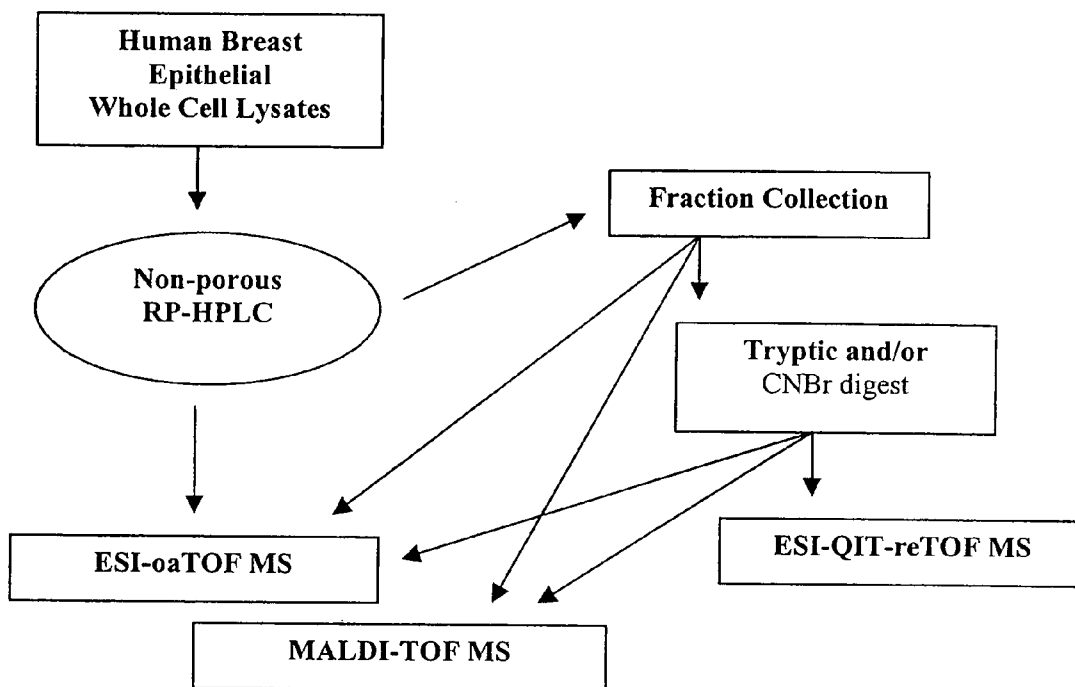 Human Breast
Epithelial
Whole Cell Lysates
Fraction Collection
Non-porous
RP-HPLC
Tryptic and/or
CNBr digest
ESI-oaTOF MS
ESI-QIT-reTOF MS
MALDI-TOF MS